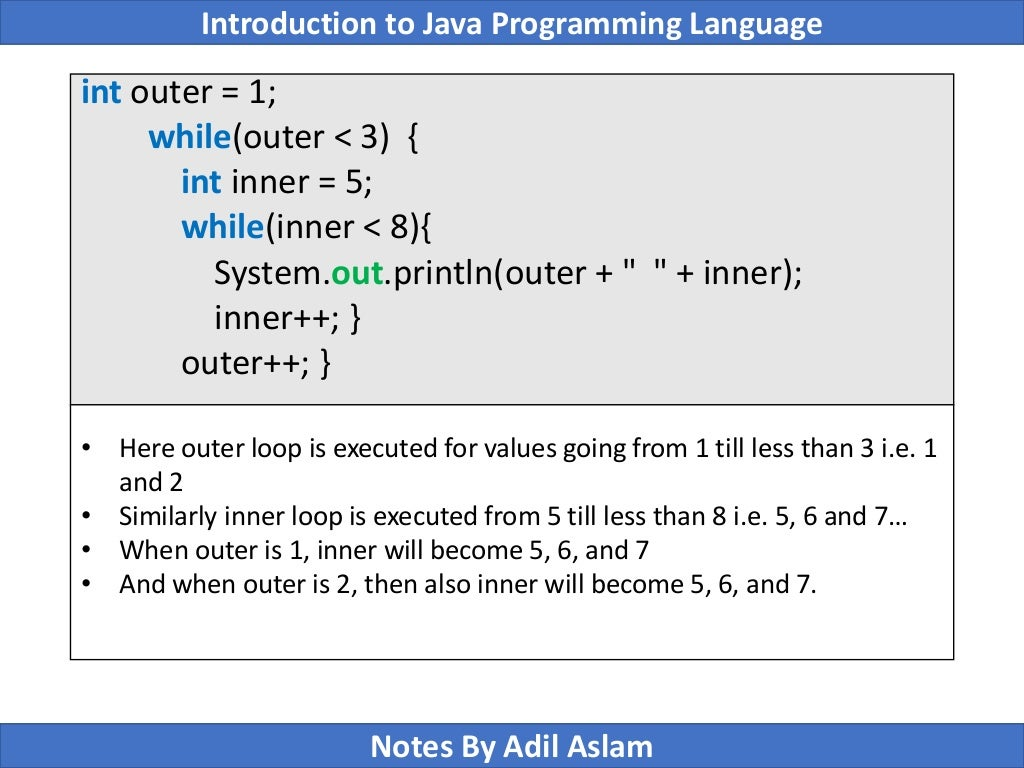 Introduction to Java Programming Language
int outer = 1;
while(outer < 3)  {
int inner = 5;
while(inner < 8){
System.out.println(outer + "  " + inner);
inner++; }
outer++; }
• Here outer loop is executed for values going from 1 till less than 3 i.e. 1
and 2
• Similarly inner loop is executed from 5 till less than 8 i.e. 5, 6 and 7…
• When outer is 1, inner will become 5, 6, and 7
• And when outer is 2, then also inner will become 5, 6, and 7.
Notes By Adil Aslam